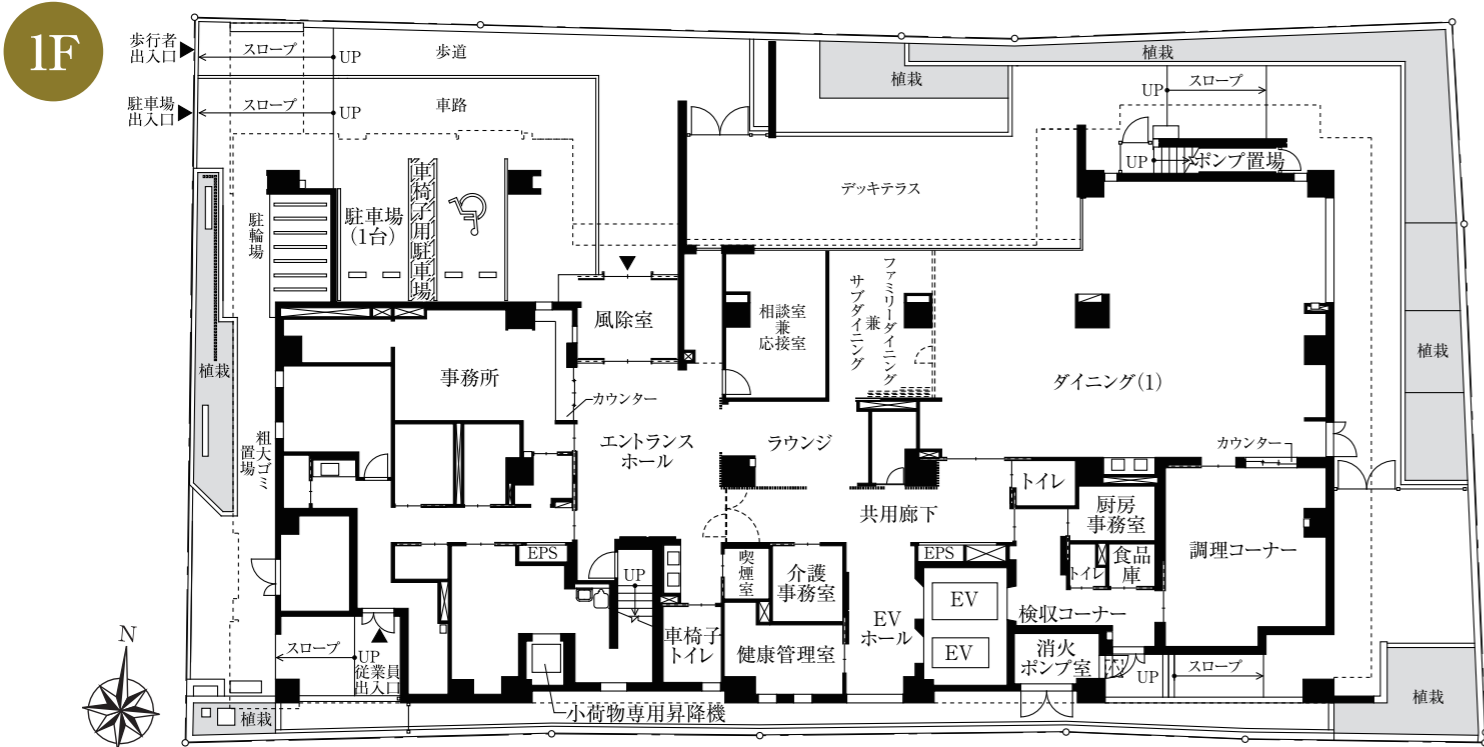 1F
歩行者
出入口
スロープ
UP
歩道
駐車場
出入口
スロープ
UP
車路
植栽
植栽
UP
スロープ
UP
ポンプ置場
デッキテラス
駐輪場
駐車場
(1台)
車椅子用駐車場
風除室
相談室
兼
応接室
ファミリーダイニング
兼
サブダイニング
ダイニング(1)
植栽
植栽
事務所
カウンター
エントランス
ホール
ラウンジ
カウンター
粗大ゴミ
置場
トイレ
厨房
事務室
共用廊下
調理コーナー
EPS
EPS
UP
喫煙室
介護
事務室
トイレ
食品庫
EV
ホール
EV
EV
検収コーナー
車椅子
トイレ
健康管理室
消火
ポンプ室
UP
スロープ
スロープ
UP
従業員
出入口
小荷物専用昇降機
植栽
植栽
N